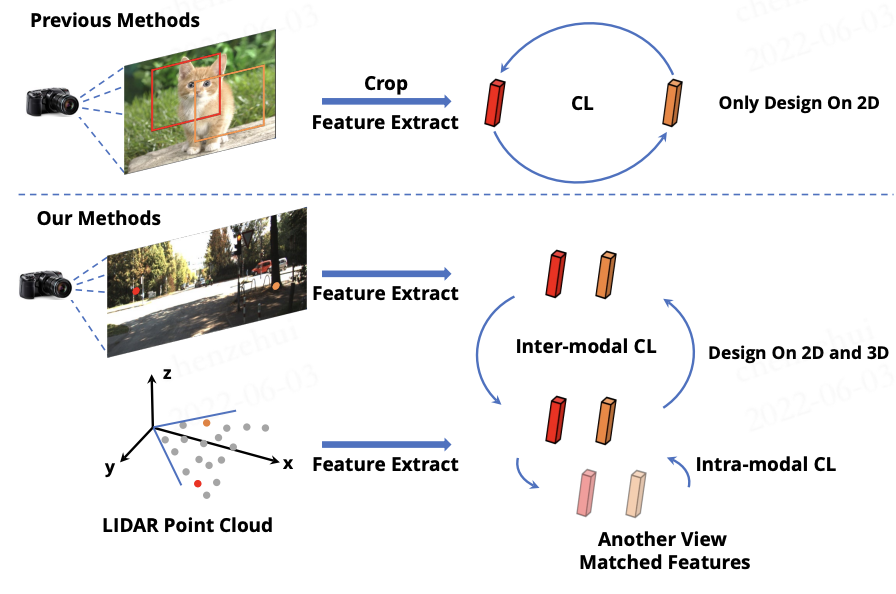 Previous Methods
Crop
Feature Extract
CL
Only Design On 2D
Our Methods
Feature Extract
Inter-modal CL
Design On 2D and 3D
z
y
x
LIDAR Point Cloud
Feature Extract
Intra-modal CL
Another View
Matched Features
chenzehui
2022-06-03